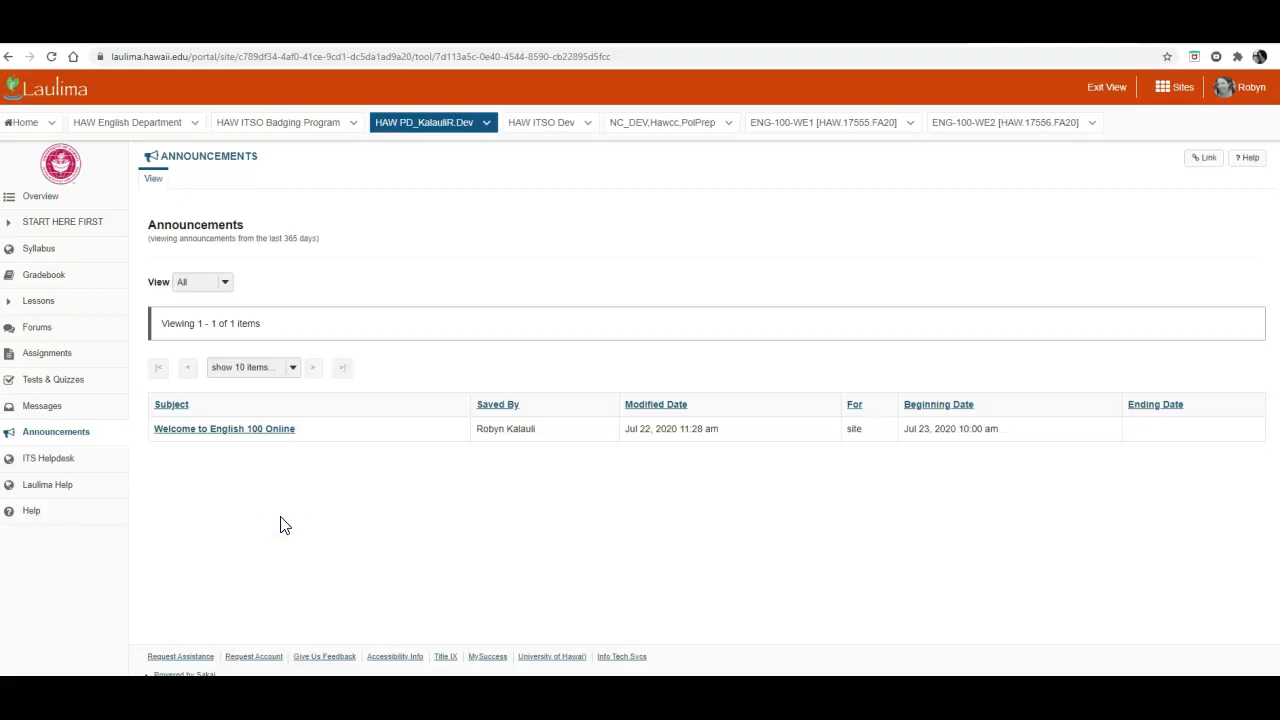 laulima.hawaii.edu/portal/site/c789df34-4af0-41ce-9cd1-dc5da1ad9a20/tool/7d113a5c-0e40-4544-8590-cb22895d5fcc
Laulima
Exit View
Sites
Robyn
Home
HAW English Department
HAW ITSO Badging Program
HAW PD_KalauliR.Dev
HAW ITSO Dev
NC_DEV,Hawcc,PolPrep
ENG-100-WE1 [HAW.17555.FA20]
ENG-100-WE2 [HAW.17556.FA20]
ANNOUNCEMENTS
Link
? Help
View
Overview
START HERE FIRST
Syllabus
Gradebook
Lessons
Forums
Assignments
Tests & Quizzes
Messages
Announcements
ITS Helpdesk
Laulima Help
Help
Announcements
(viewing announcements from the last 365 days)
View All
Viewing 1 - 1 of 1 items
|< < show 10 items... > >|
Subject Saved By Modified Date For Beginning Date Ending Date
Welcome to English 100 Online Robyn Kalauli Jul 22, 2020 11:28 am site Jul 23, 2020 10:00 am
Request Assistance Request Account Give Us Feedback Accessibility Info Title IX MySuccess University of Hawai'i Info Tech Svcs
Powered by Sakai